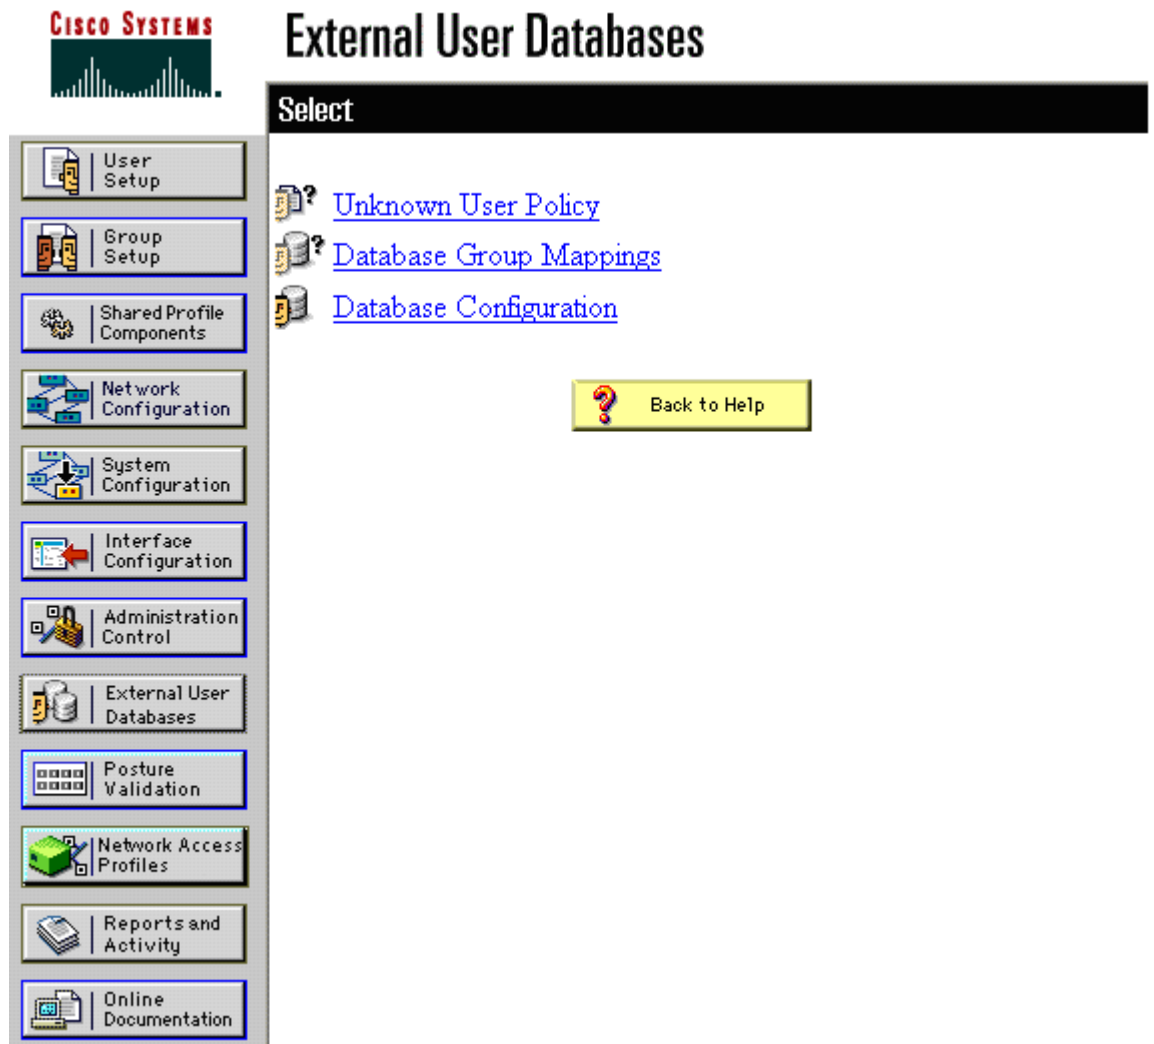 CISCO SYSTEMS
External User Databases
Select
User
Setup
Group
Setup
Shared Profile
Components
Network
Configuration
System
Configuration
Interface
Configuration
Administration
Control
External User
Databases
Posture
Validation
Network Access
Profiles
Reports and
Activity
Online
Documentation
Unknown User Policy
Database Group Mappings
Database Configuration
Back to Help